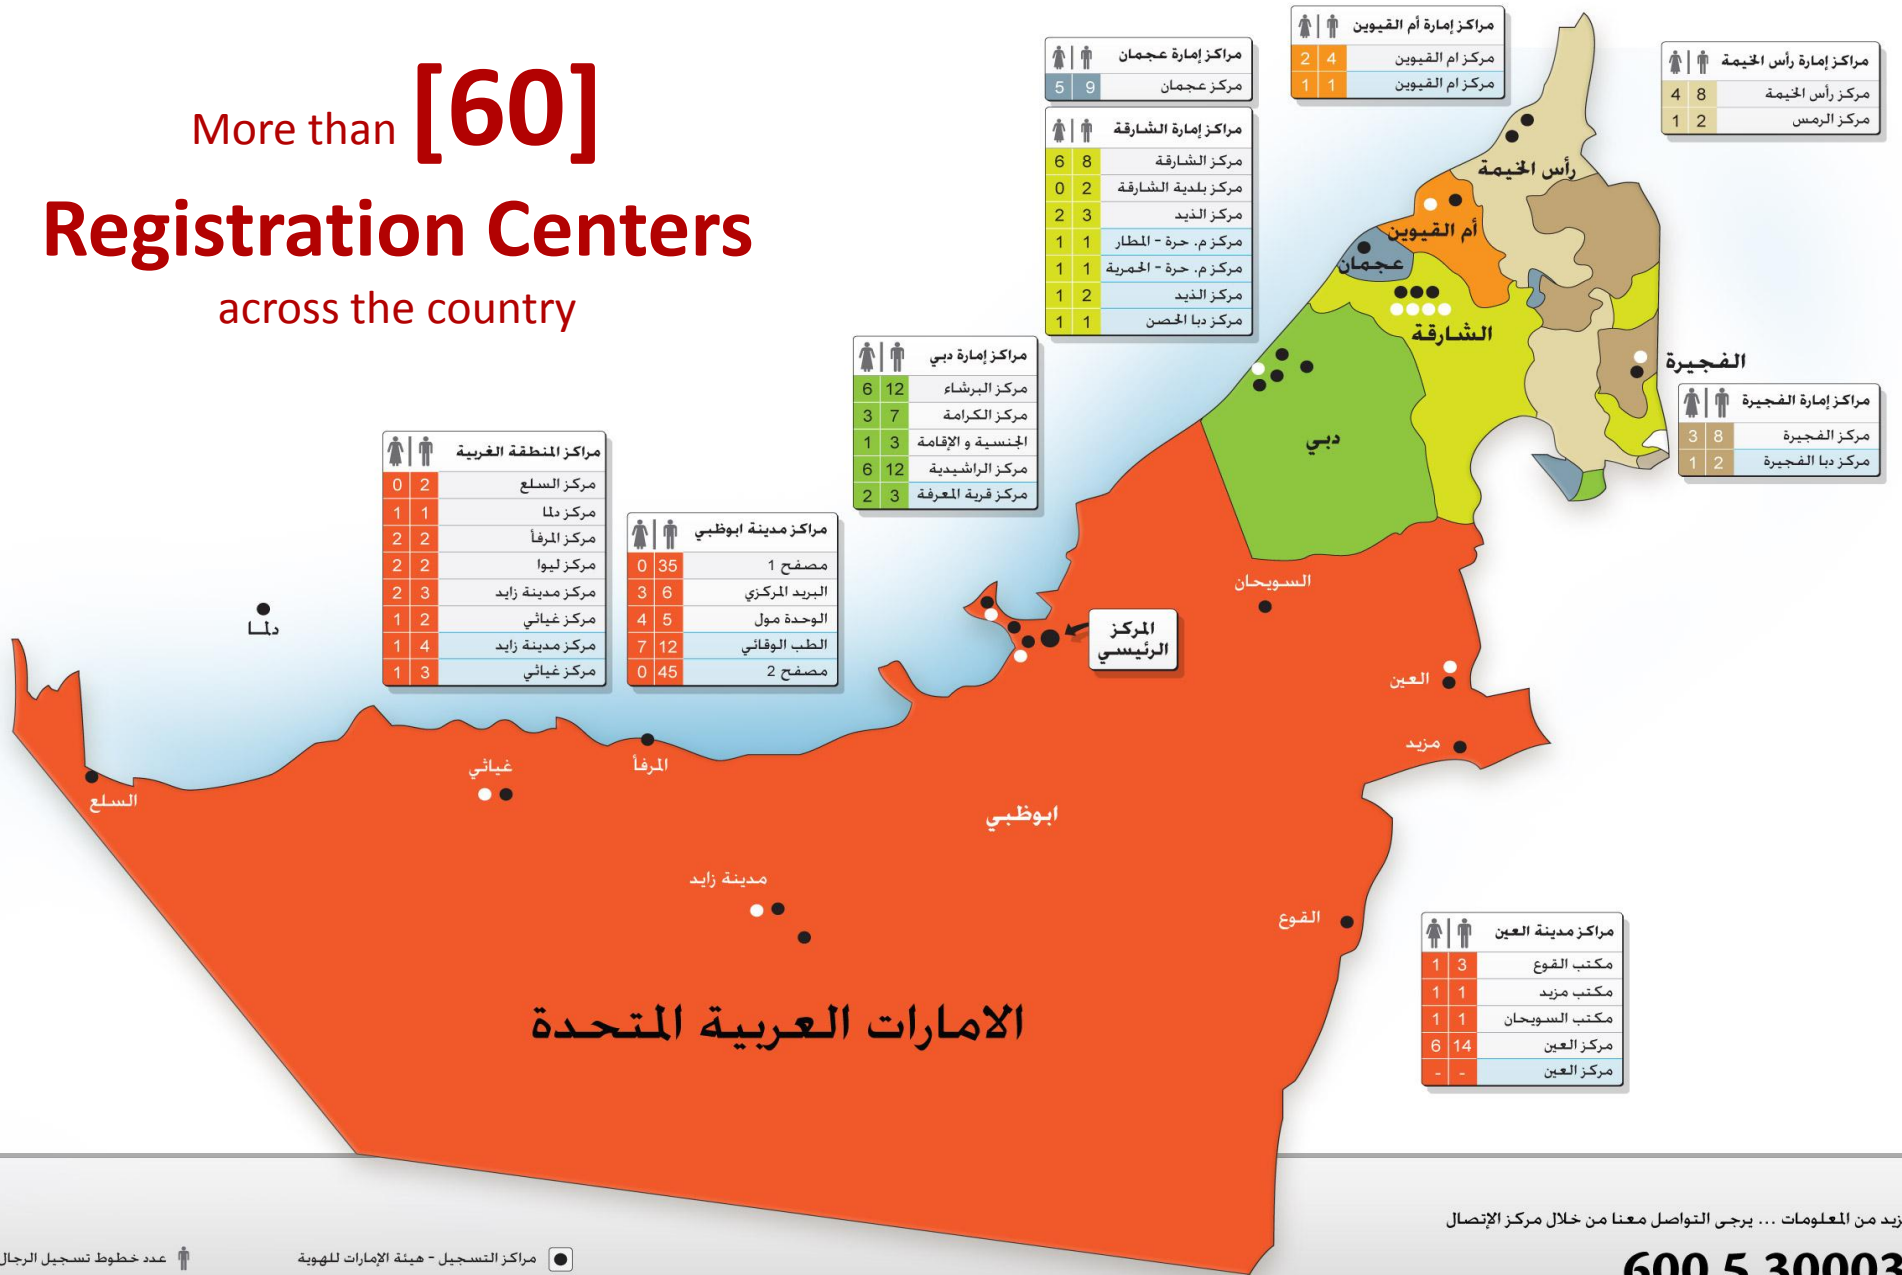 More than [60]
Registration Centers
across the country
مراكز إمارة أم القيوين
مركز ام القيوين 4 2
مركز ام القيوين 1 1
مراكز إمارة عجمان
مركز عجمان 9 5
مراكز إمارة رأس الخيمة
مركز رأس الخيمة 8 4
مركز الرمس 2 1
مراكز إمارة الشارقة
مركز الشارقة 8 6
مركز بلدية الشارقة 2 0
مركز الذيد 3 2
مركز م. حرة - المطار 1 1
مركز م. حرة - الحمرية 1 1
مركز الذيد 2 1
مركز دبا الحصن 1 1
رأس الخيمة
أم القيوين
عجمان
الشارقة
الفجيرة
مراكز إمارة دبي
مركز البرشاء 12 6
مركز الكرامة 7 3
الجنسية و الإقامة 3 1
مركز الراشيدية 12 6
مركز قرية المعرفة 3 2
مراكز إمارة الفجيرة
مركز الفجيرة 8 3
مركز دبا الفجيرة 2 1
دبي
مراكز المنطقة الغربية
مركز السلع 2 0
مركز دلما 1 1
مركز المرفأ 2 2
مركز ليوا 2 2
مركز مدينة زايد 3 2
مركز غياثي 2 1
مركز مدينة زايد 4 1
مركز غياثي 3 1
مراكز مدينة ابوظبي
مصفح 1 35 0
البريد المركزي 6 3
الوحدة مول 5 4
الطب الوقائي 12 7
مصفح 2 45 0
السويحان
دلما
المركز
الرئيسي
العين
مزيد
المرفأ
غياثي
السلع
ابوظبي
مدينة زايد
القوع
مراكز مدينة العين
مكتب القوع 3 1
مكتب مزيد 1 1
مكتب السويحان 1 1
مركز العين 14 6
مركز العين - -
الامارات العربية المتحدة
زيد من المعلومات ... يرجى التواصل معنا من خلال مركز الإتصال
600 5 30003
مراكز التسجيل - هيئة الإمارات للهوية
عدد خطوط تسجيل الرجال